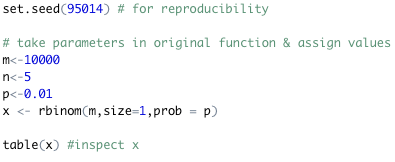 set.seed(95014) # for reproducibility
# take parameters in original function & assign values
m<-10000
n<-5
p<-0.01
x <- rbinom(m,size=1,prob = p)
table(x) #inspect x